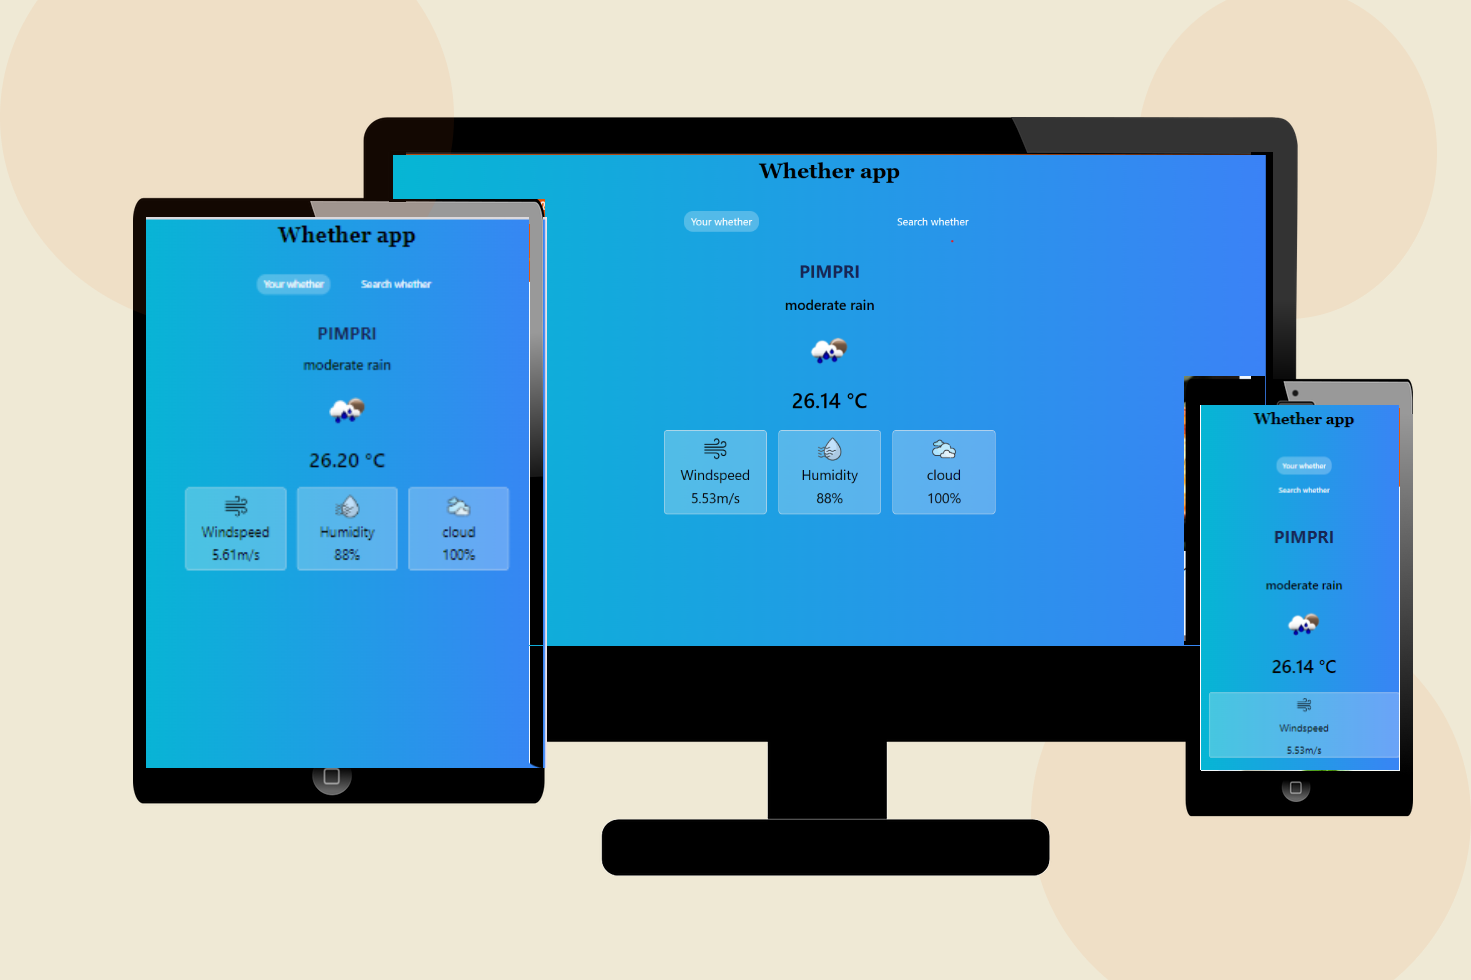 Whether app
Your whether Search whether
PIMPRI
moderate rain
26.14 °C
Windspeed Humidity cloud
5.53m/s 88% 100%
Whether app
Your whether Search whether
PIMPRI
moderate rain
26.20 °C
Windspeed Humidity cloud
5.61m/s 88% 100%
Whether app
Your whether
Search whether
PIMPRI
moderate rain
26.14 °C
Windspeed
5.53m/s